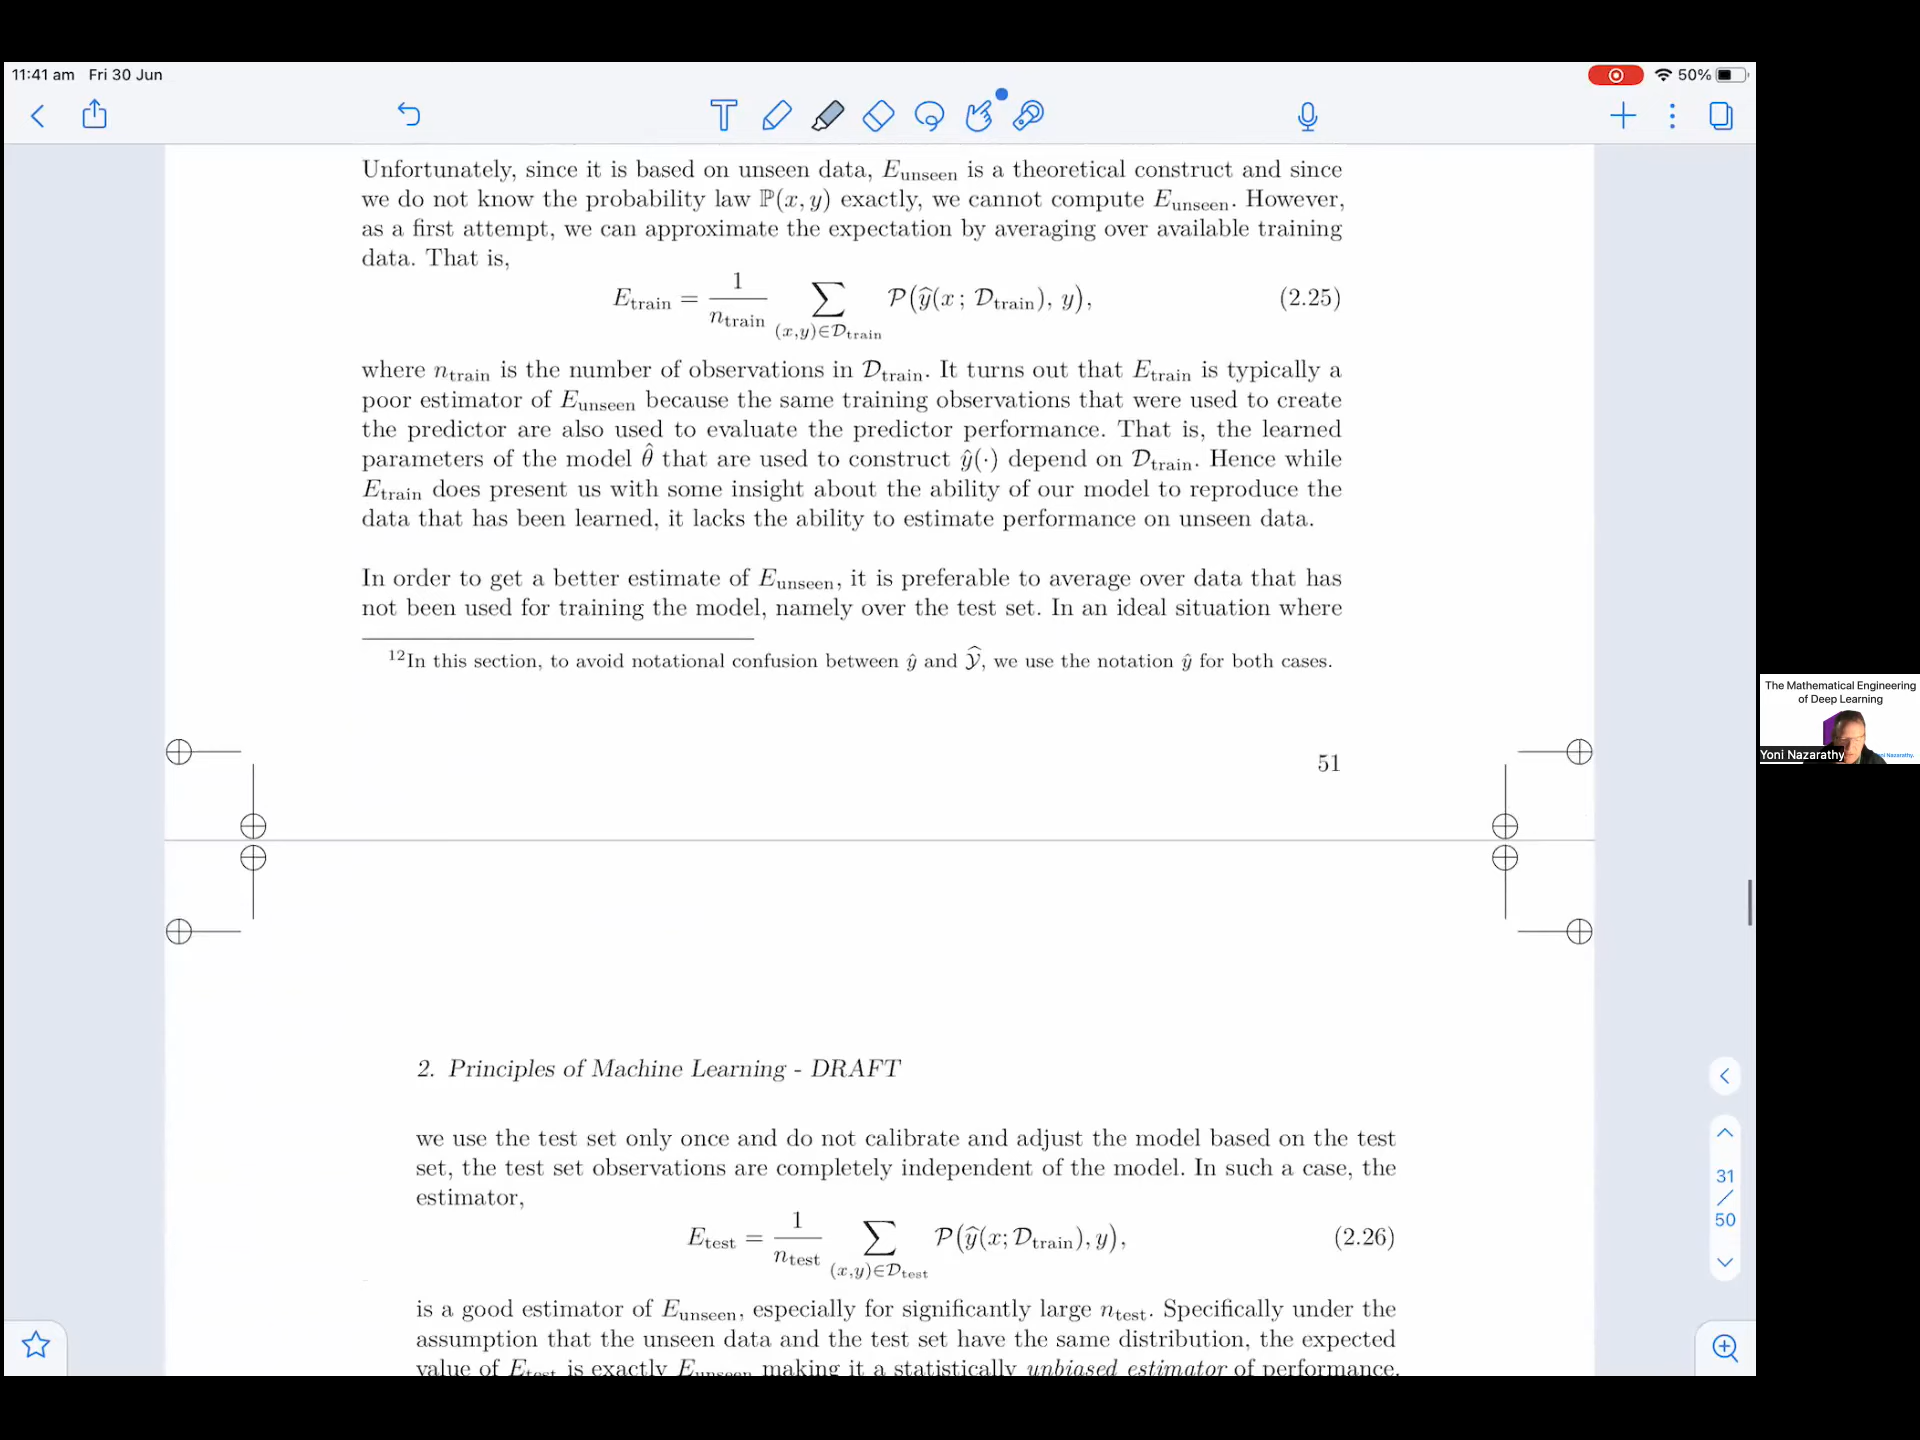 11:41 am Fri 30 Jun
50%
Unfortunately, since it is based on unseen data, E_unseen is a theoretical construct and since
we do not know the probability law ℙ(x, y) exactly, we cannot compute E_unseen. However,
as a first attempt, we can approximate the expectation by averaging over available training
data. That is,
E_train = 1/n_train ∑_{(x,y)∈𝒟_train} 𝒫(ŷ(x ; 𝒟_train), y), (2.25)
where n_train is the number of observations in 𝒟_train. It turns out that E_train is typically a
poor estimator of E_unseen because the same training observations that were used to create
the predictor are also used to evaluate the predictor performance. That is, the learned
parameters of the model θ̂ that are used to construct ŷ(·) depend on 𝒟_train. Hence while
E_train does present us with some insight about the ability of our model to reproduce the
data that has been learned, it lacks the ability to estimate performance on unseen data.
In order to get a better estimate of E_unseen, it is preferable to average over data that has
not been used for training the model, namely over the test set. In an ideal situation where
¹²In this section, to avoid notational confusion between ŷ and 𝒴̂, we use the notation ŷ for both cases.
51
2. Principles of Machine Learning - DRAFT
we use the test set only once and do not calibrate and adjust the model based on the test
set, the test set observations are completely independent of the model. In such a case, the
estimator,
E_test = 1/n_test ∑_{(x,y)∈𝒟_test} 𝒫(ŷ(x; 𝒟_train), y), (2.26)
is a good estimator of E_unseen, especially for significantly large n_test. Specifically under the
assumption that the unseen data and the test set have the same distribution, the expected
value of E_test is exactly E_unseen making it a statistically unbiased estimator of performance.
31
/
50
The Mathematical Engineering
of Deep Learning
Yoni Nazarathy